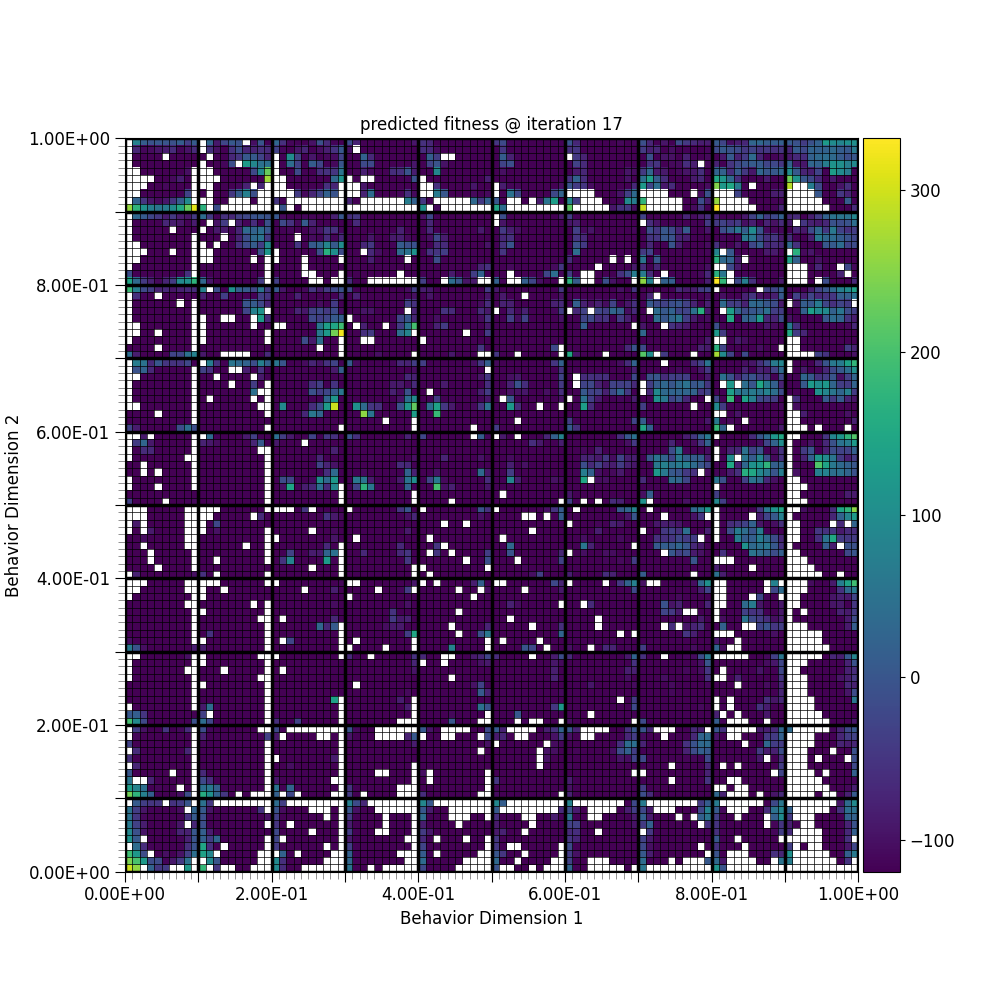 predicted fitness @ iteration 17
1.00E+00
8.00E-01
6.00E-01
4.00E-01
2.00E-01
0.00E+00
Behavior Dimension 2
0.00E+00 2.00E-01 4.00E-01 6.00E-01 8.00E-01 1.00E+00
Behavior Dimension 1
300
200
100
0
−100